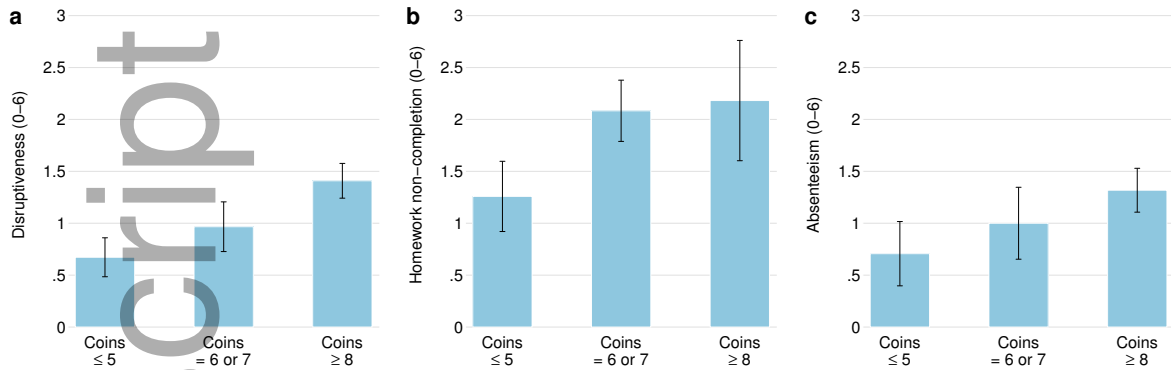 a
Disruptiveness (0–6)
3
2.5
2
1.5
1
.5
0
Coins
≤ 5
Coins
= 6 or 7
Coins
≥ 8
b
Homework non−completion (0–6)
3
2.5
2
1.5
1
.5
0
Coins
≤ 5
Coins
= 6 or 7
Coins
≥ 8
c
Absenteeism (0–6)
3
2.5
2
1.5
1
.5
0
Coins
≤ 5
Coins
= 6 or 7
Coins
≥ 8
cript